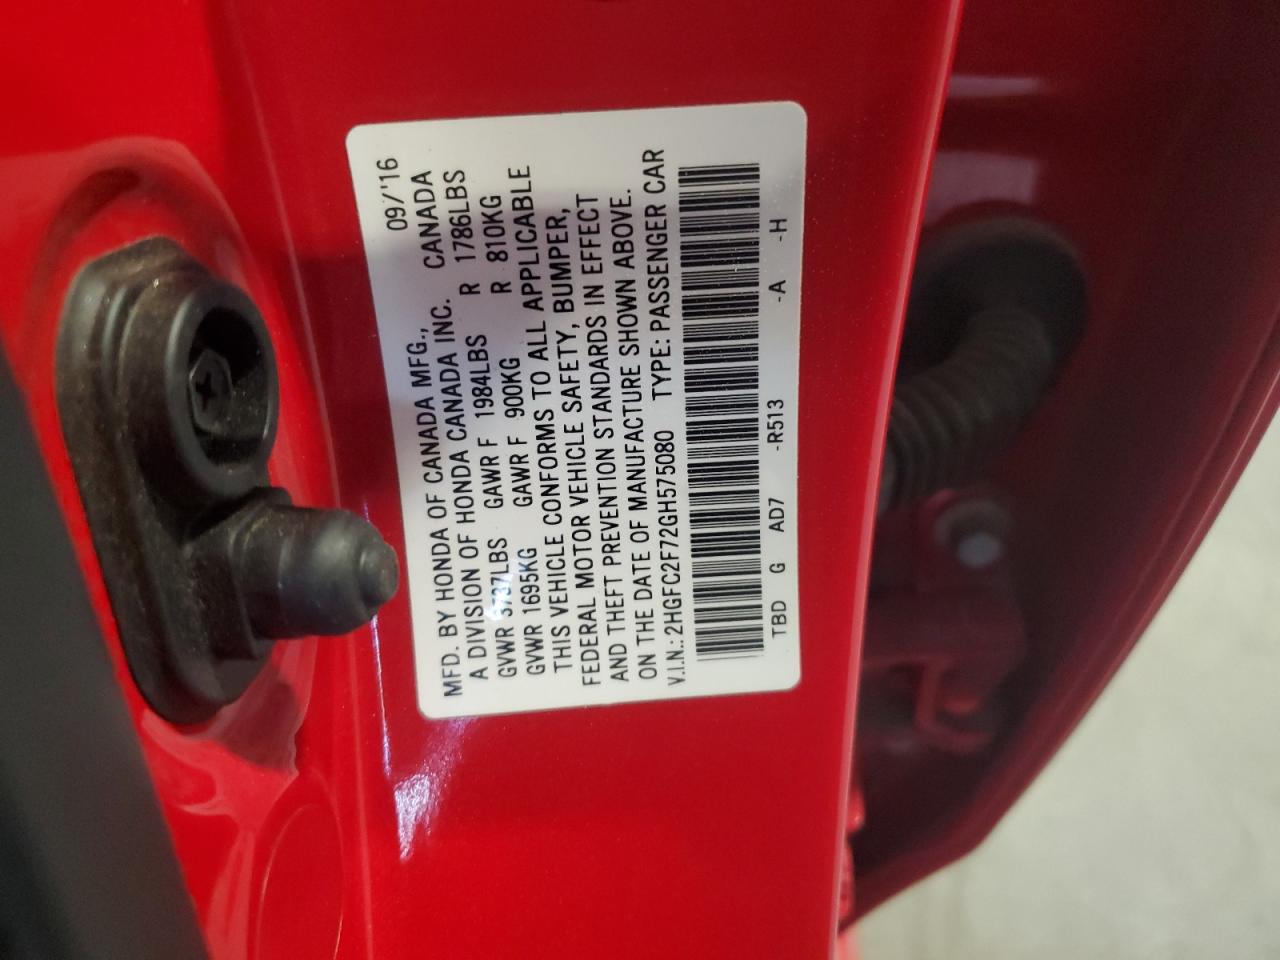 09/'16
MFD. BY HONDA OF CANADA MFG.,
A DIVISION OF HONDA CANADA INC. CANADA
GVWR 3737LBS GAWR F 1984LBS R 1786LBS
GVWR 1695KG GAWR F 900KG R 810KG
THIS VEHICLE CONFORMS TO ALL APPLICABLE
FEDERAL MOTOR VEHICLE SAFETY, BUMPER,
AND THEFT PREVENTION STANDARDS IN EFFECT
ON THE DATE OF MANUFACTURE SHOWN ABOVE.
V.I.N.: 2HGFC2F72GH575080 TYPE: PASSENGER CAR
TBD G AD7 -R513 -A -H